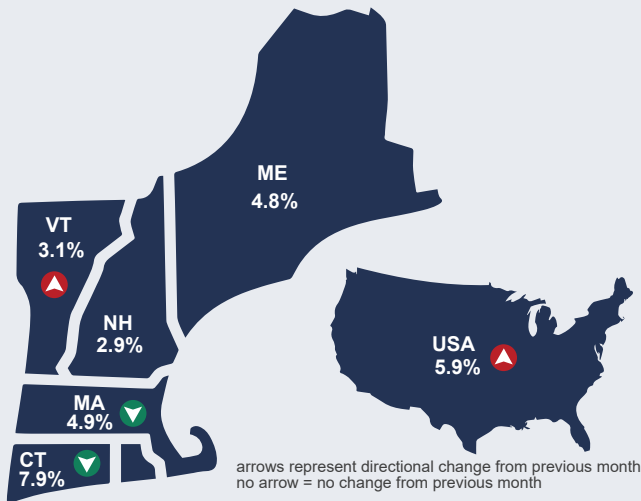 ME
4.8%
VT
3.1%
NH
2.9%
USA
5.9%
MA
4.9%
CT
7.9%
arrows represent directional change from previous month
no arrow = no change from previous month